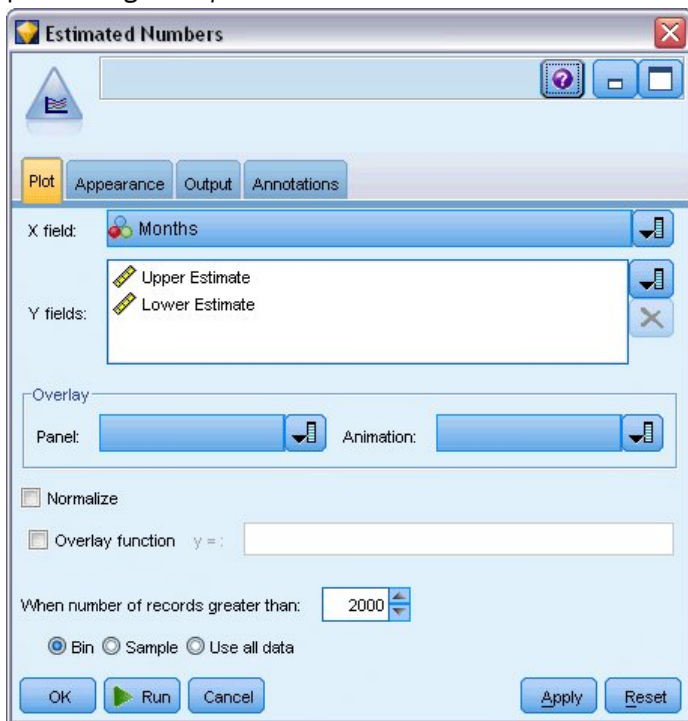 Estimated Numbers
Plot Appearance Output Annotations
X field: Months
Y fields: Upper Estimate
Lower Estimate
Overlay
Panel: Animation:
Normalize
Overlay function y = :
When number of records greater than: 2000
Bin Sample Use all data
OK Run Cancel Apply Reset